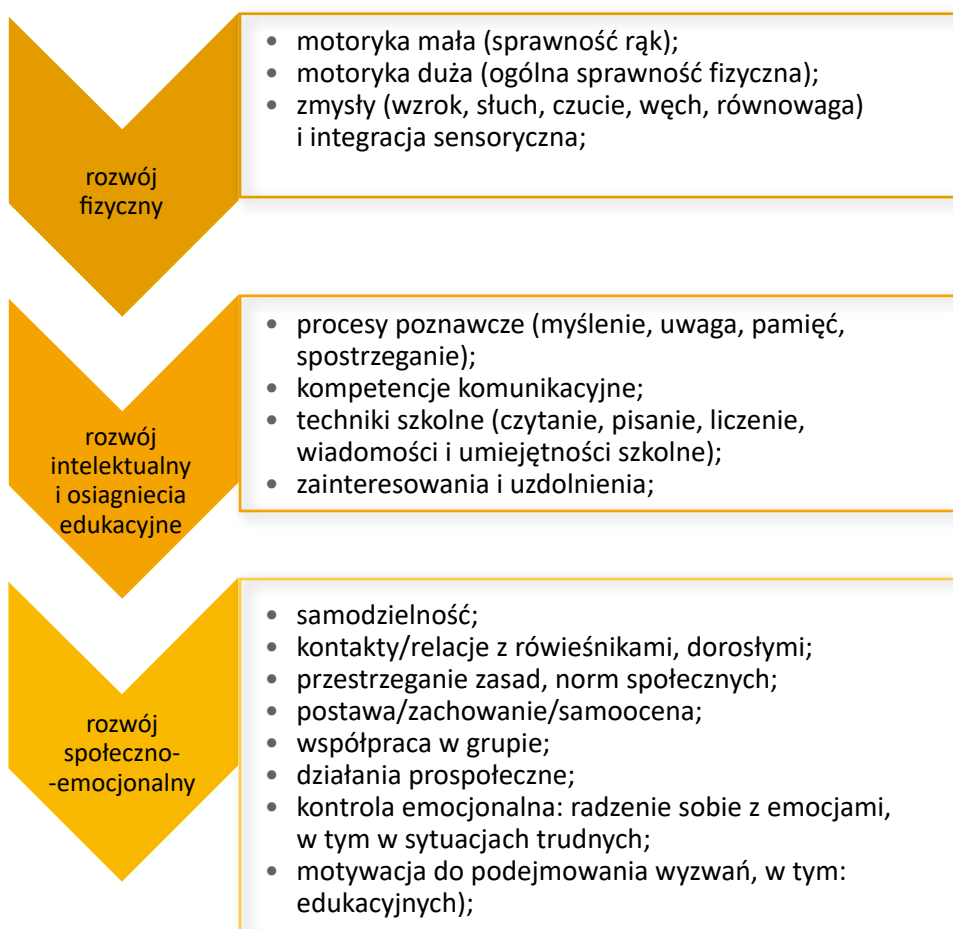 rozwój
fizyczny
• motoryka mała (sprawność rąk);
• motoryka duża (ogólna sprawność fizyczna);
• zmysły (wzrok, słuch, czucie, węch, równowaga)
i integracja sensoryczna;
rozwój
intelektualny
i osiagniecia
edukacyjne
• procesy poznawcze (myślenie, uwaga, pamięć,
spostrzeganie);
• kompetencje komunikacyjne;
• techniki szkolne (czytanie, pisanie, liczenie,
wiadomości i umiejętności szkolne);
• zainteresowania i uzdolnienia;
rozwój
społeczno-
-emocjonalny
• samodzielność;
• kontakty/relacje z rówieśnikami, dorosłymi;
• przestrzeganie zasad, norm społecznych;
• postawa/zachowanie/samoocena;
• współpraca w grupie;
• działania prospołeczne;
• kontrola emocjonalna: radzenie sobie z emocjami,
w tym w sytuacjach trudnych;
• motywacja do podejmowania wyzwań, w tym:
edukacyjnych);